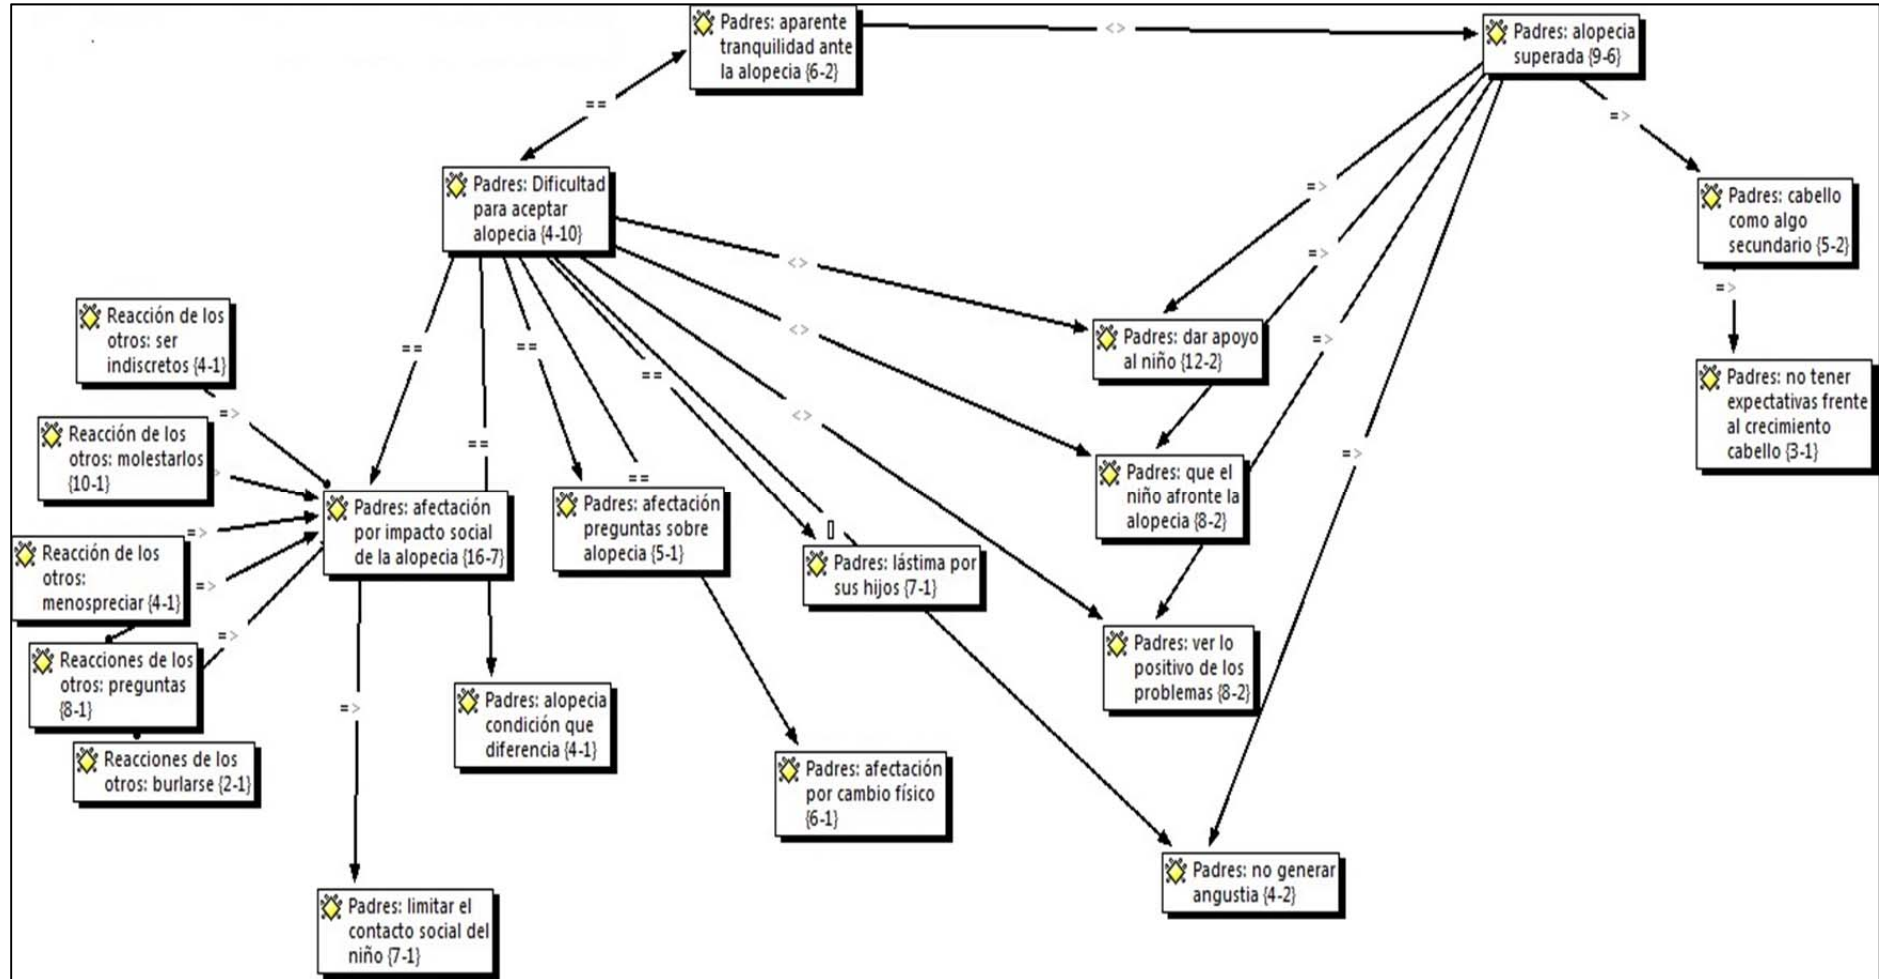 Padres: aparente
tranquilidad ante
la alopecia {6-2}
<>
Padres: alopecia
superada {9-6}
==
=>
Padres: Dificultad
para aceptar
alopecia {4-10}
=>
Padres: cabello
como algo
secundario {5-2}
<>
=>
=>
Reacción de los
otros: ser
indiscretos {4-1}
==
==
<>
=>
Padres: dar apoyo
al niño {12-2}
Padres: no tener
expectativas frente
al crecimiento
cabello {3-1}
==
=>
<>
Reacción de los
otros: molestarlos
{10-1}
==
=>
Padres: que el
niño afronte la
alopecia {8-2}
>
==
Padres: afectación
por impacto social
de la alopecia {16-7}
Padres: afectación
preguntas sobre
alopecia {5-1}
=>
Reacción de los
otros:
menospreciar {4-1}
Padres: lástima por
sus hijos {7-1}
=>
=>
Reacciones de los
otros: preguntas
{8-1}
Padres: ver lo
positivo de los
problemas {8-2}
=>
Padres: alopecia
condición que
diferencia {4-1}
Reacciones de los
otros: burlarse {2-1}
Padres: afectación
por cambio físico
{6-1}
Padres: no generar
angustia {4-2}
Padres: limitar el
contacto social del
niño {7-1}